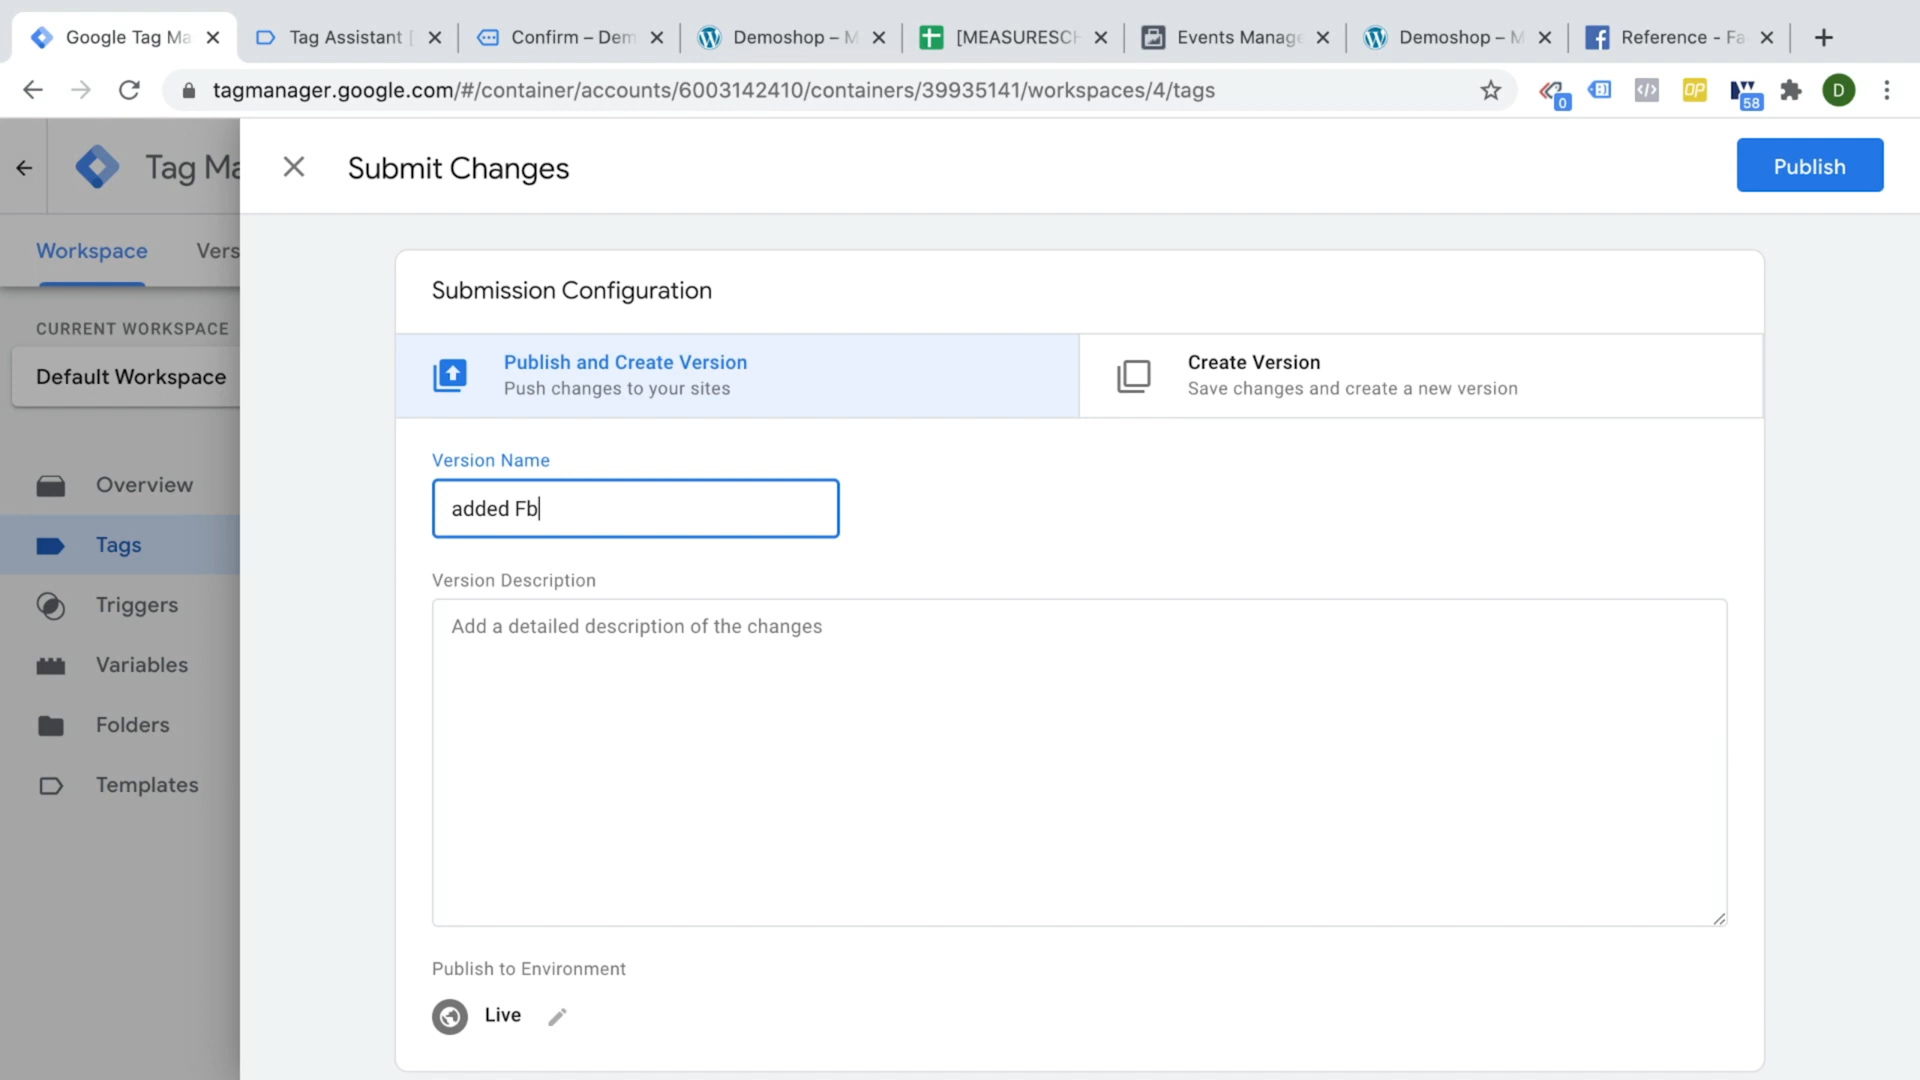 Google Tag Ma
Tag Assistant [
Confirm – Dem
Demoshop – M
[MEASURESCH
Events Manage
Demoshop – M
Reference - Fa
tagmanager.google.com/#/container/accounts/6003142410/containers/39935141/workspaces/4/tags
0
OP
58
D
Tag Ma
Submit Changes
Publish
Workspace
Vers
Submission Configuration
CURRENT WORKSPACE
Default Workspace
Publish and Create Version
Push changes to your sites
Create Version
Save changes and create a new version
Version Name
added Fb
Overview
Tags
Triggers
Variables
Folders
Templates
Version Description
Add a detailed description of the changes
Publish to Environment
Live